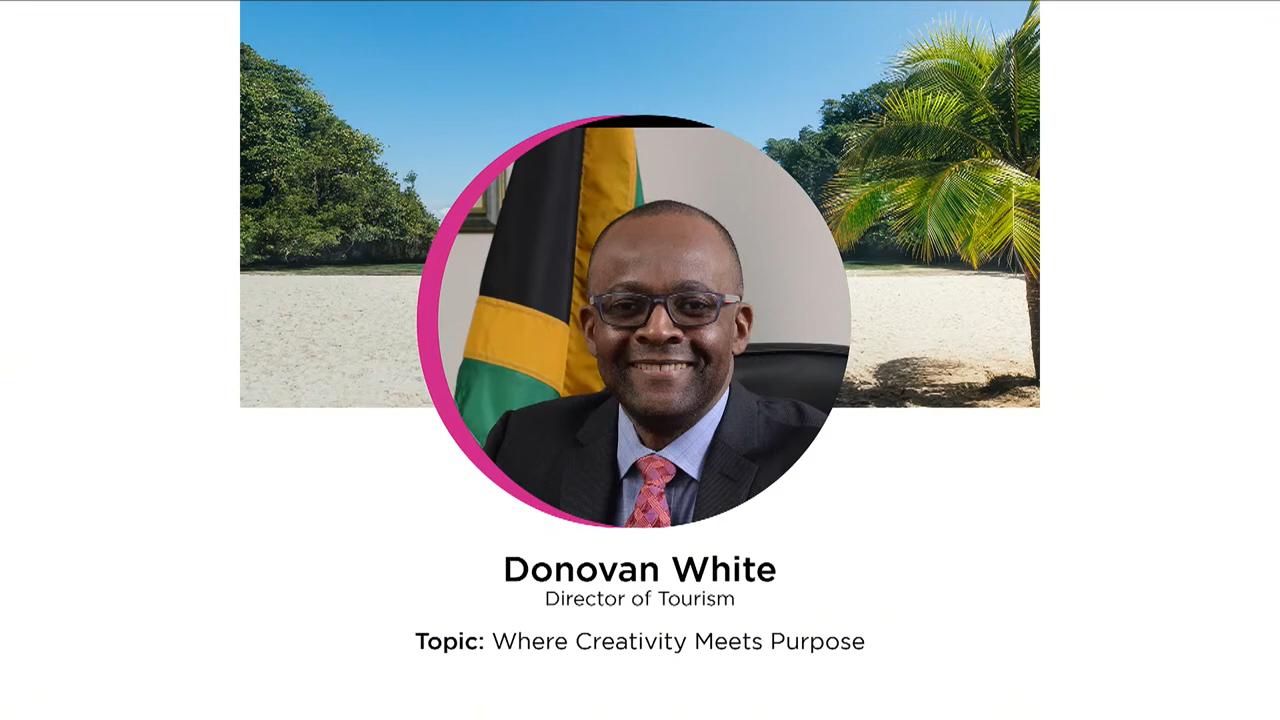 Donovan White
Director of Tourism
Topic: Where Creativity Meets Purpose